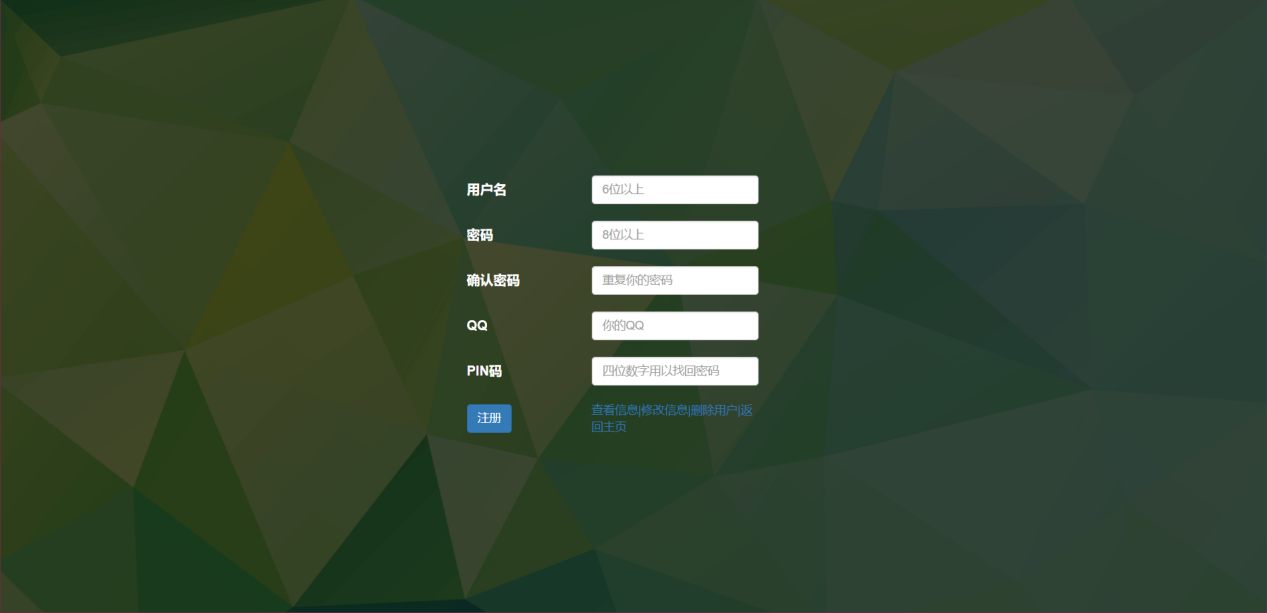 用户名 6位以上
密码 8位以上
确认密码 重复你的密码
QQ 你的QQ
PIN码 四位数字用以找回密码
注册 查看信息|修改信息|删除用户|返
回主页